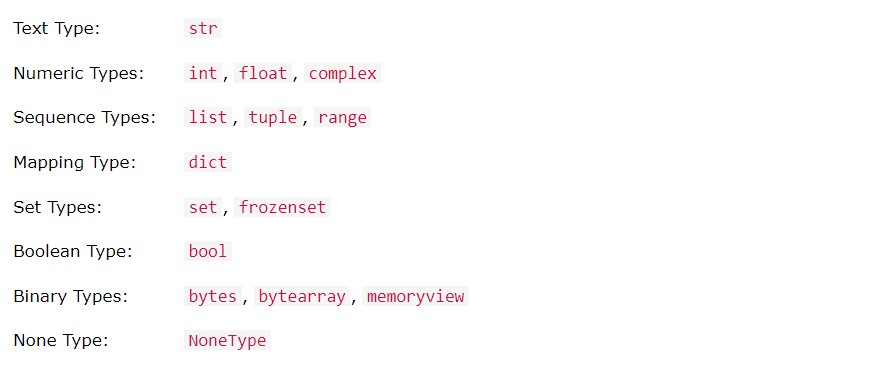 Text Type: str
Numeric Types: int, float, complex
Sequence Types: list, tuple, range
Mapping Type: dict
Set Types: set, frozenset
Boolean Type: bool
Binary Types: bytes, bytearray, memoryview
None Type: NoneType